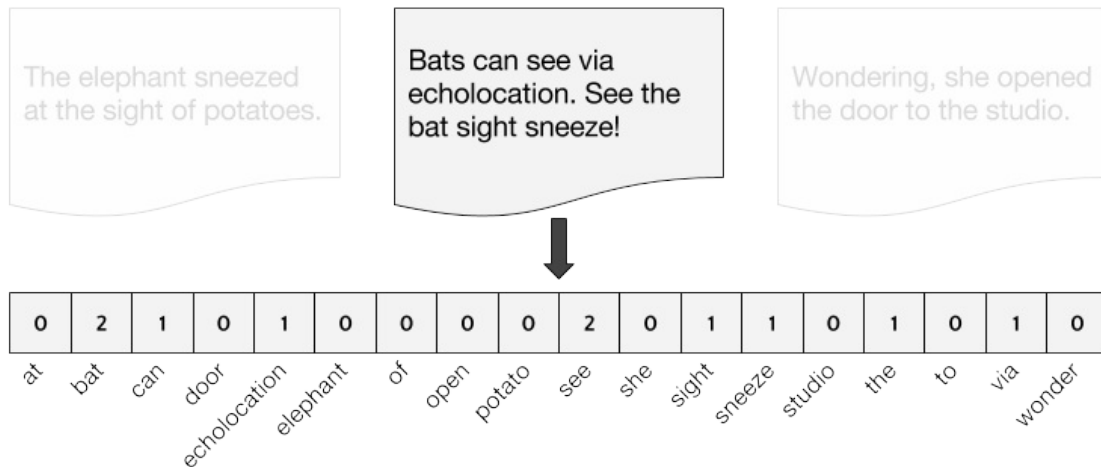 The elephant sneezed
at the sight of potatoes.
Bats can see via
echolocation. See the
bat sight sneeze!
Wondering, she opened
the door to the studio.
0 2 1 0 1 0 0 0 0 2 0 1 1 0 1 0 1 0
at bat can door echolocation elephant of open potato see she sight sneeze studio the to via wonder